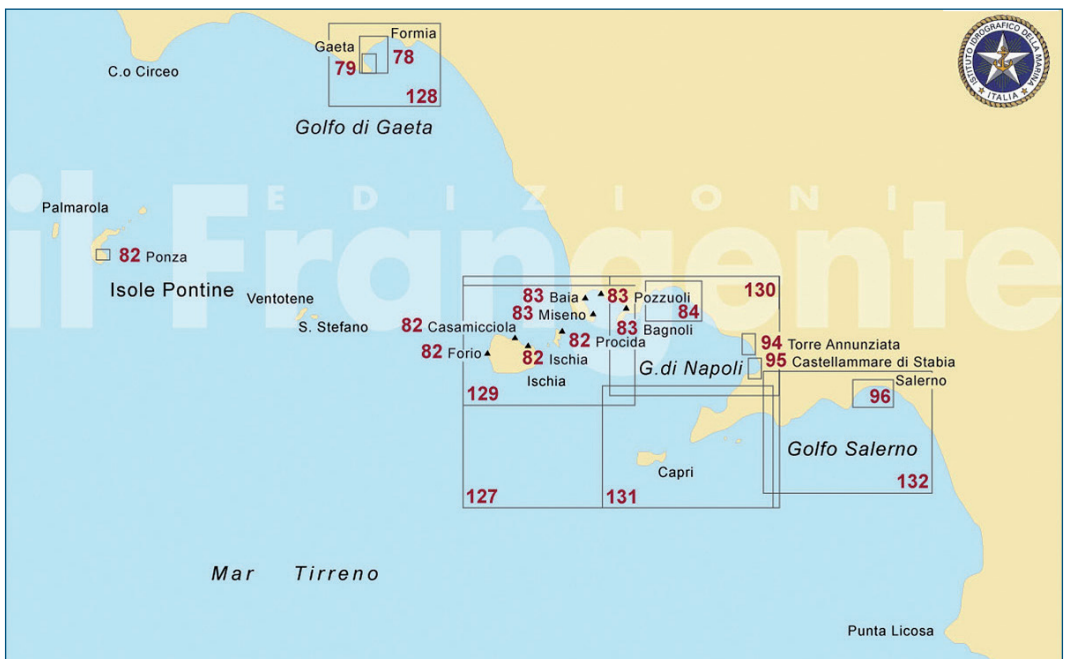 Formia
Gaeta
78
79
C.o Circeo
128
Golfo di Gaeta
ISTITUTO IDROGRAFICO DELLA MARINA
ITALIA
EDIZIONI
il Frangente
Palmarola
82 Ponza
Isole Pontine
Ventotene
S. Stefano
83 Baia
83 Pozzuoli
130
83 Miseno
84
82 Casamicciola
83 Bagnoli
82 Procida
94 Torre Annunziata
82 Forio
82 Ischia
G.di Napoli
95 Castellammare di Stabia
Ischia
Salerno
129
96
Golfo Salerno
Capri
132
127
131
Mar Tirreno
Punta Licosa